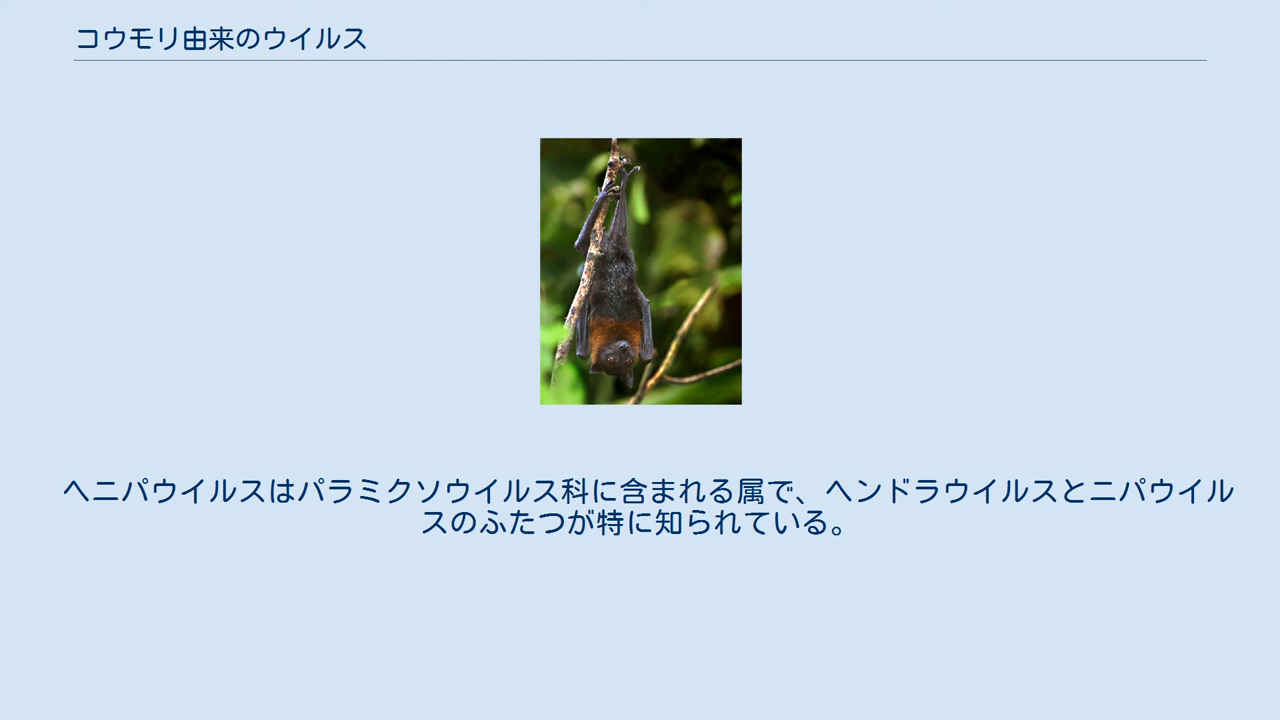 コウモリ由来のウイルス
ヘニパウイルスはパラミクソウイルス科に含まれる属で、ヘンドラウイルスとニパウイル
スのふたつが特に知られている。